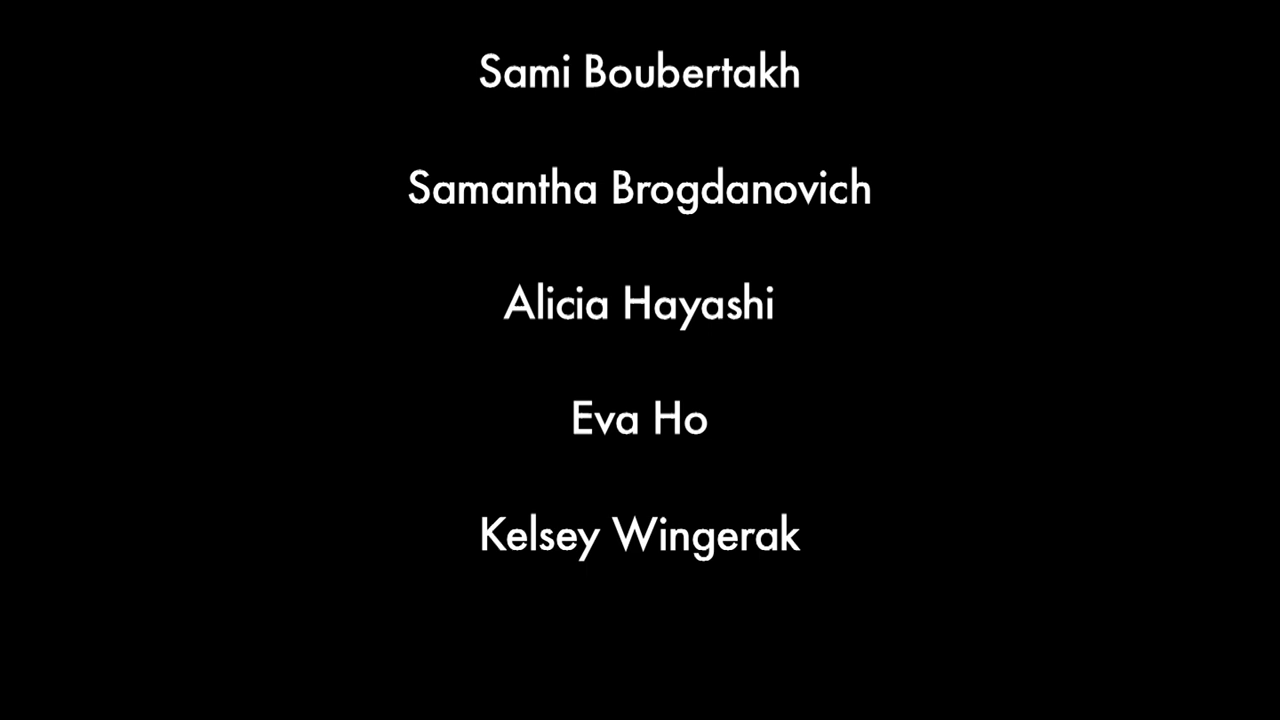 Sami Boubertakh
Samantha Brogdanovich
Alicia Hayashi
Eva Ho
Kelsey Wingerak